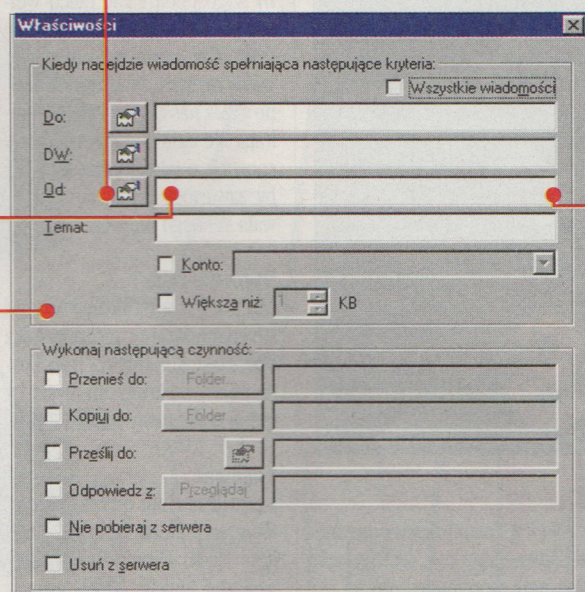 Właściwości
Kiedy nadejdzie wiadomość spełniająca następujące kryteria:
Wszystkie wiadomości
Do:
DW:
Od:
Temat:
Konto:
Większa niż: 1 KB
Wykonaj następującą czynność:
Przenieś do: Folder...
Kopiuj do: Folder...
Prześlij do:
Odpowiedz z: Przeglądaj
Nie pobieraj z serwera
Usuń z serwera